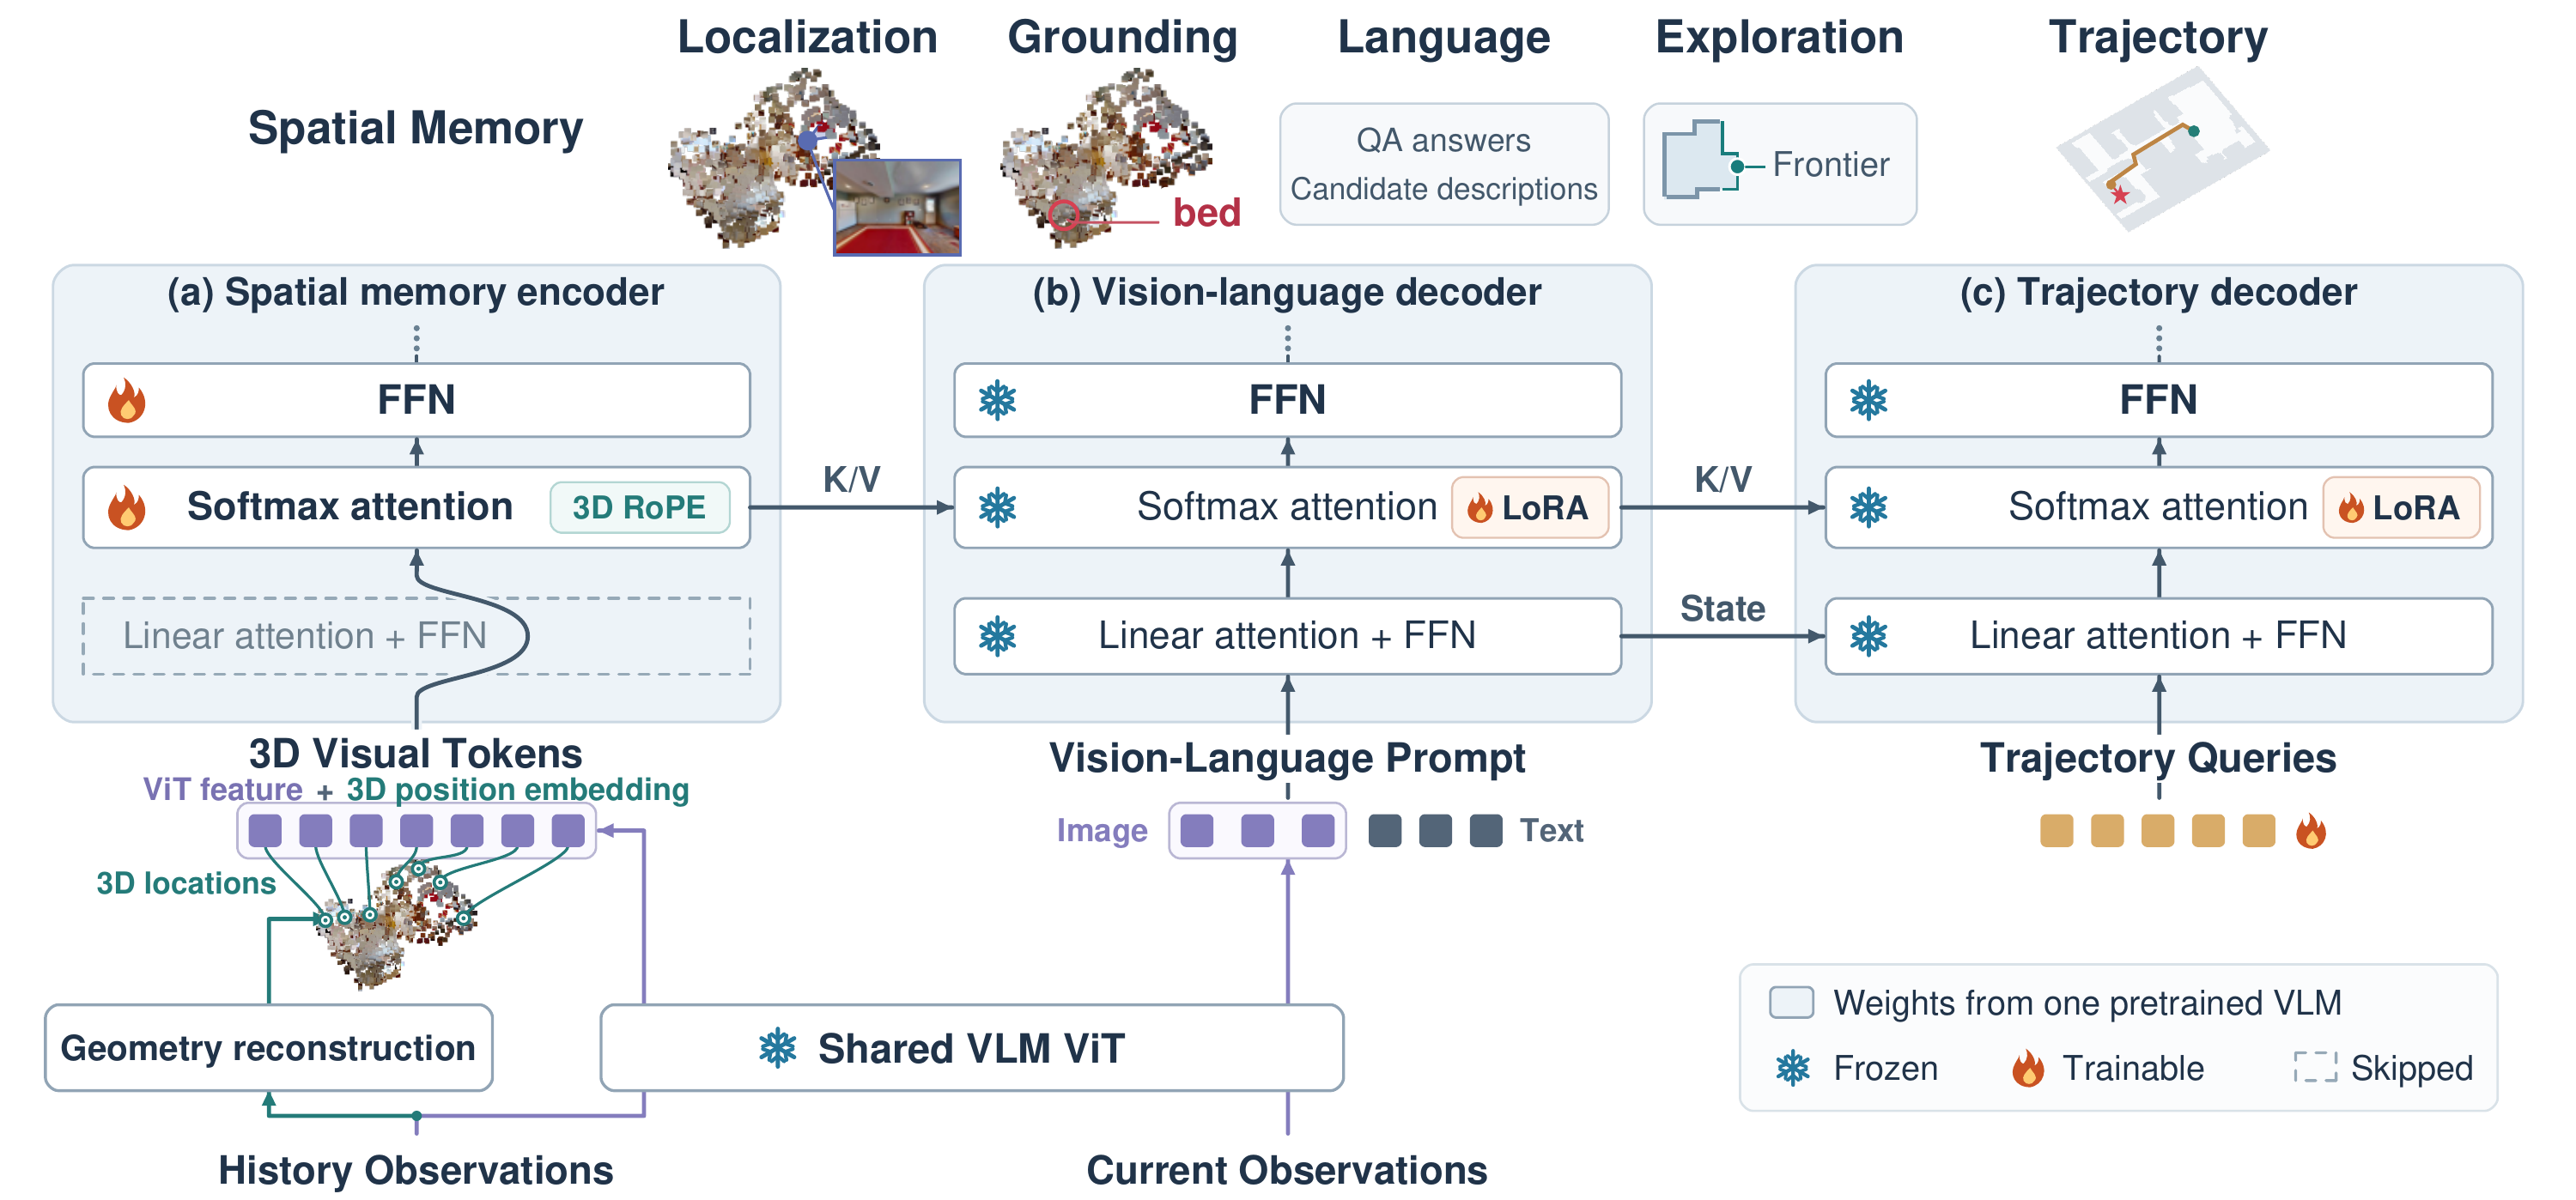 Localization
Grounding
Language
Exploration
Trajectory
Spatial Memory
bed
QA answers
Candidate descriptions
Frontier
(a) Spatial memory encoder
FFN
Softmax attention
3D RoPE
Linear attention + FFN
K/V
(b) Vision-language decoder
FFN
Softmax attention
LoRA
Linear attention + FFN
K/V
State
(c) Trajectory decoder
FFN
Softmax attention
LoRA
Linear attention + FFN
3D Visual Tokens
ViT feature + 3D position embedding
3D locations
Vision-Language Prompt
Image
Text
Trajectory Queries
Geometry reconstruction
Shared VLM ViT
Weights from one pretrained VLM
Frozen
Trainable
Skipped
History Observations
Current Observations